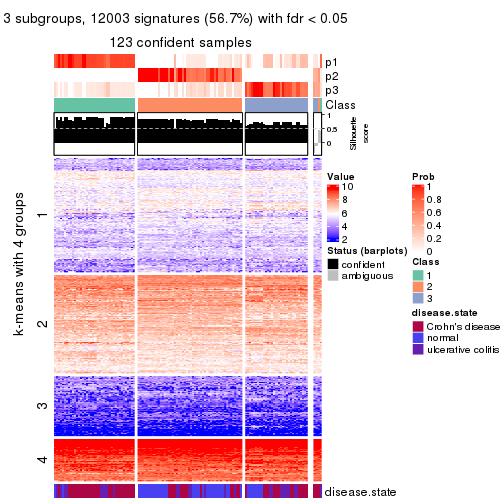 3 subgroups, 12003 signatures (56.7%) with fdr < 0.05
123 confident samples
p1
p2
p3
Class
1
0.5
0
Silhouette
score
k-means with 4 groups
1
2
3
4
disease.state
Value
10
8
6
4
2
Status (barplots)
confident
ambiguous
Prob
1
0.8
0.6
0.4
0.2
0
Class
1
2
3
disease.state
Crohn's disease
normal
ulcerative colitis